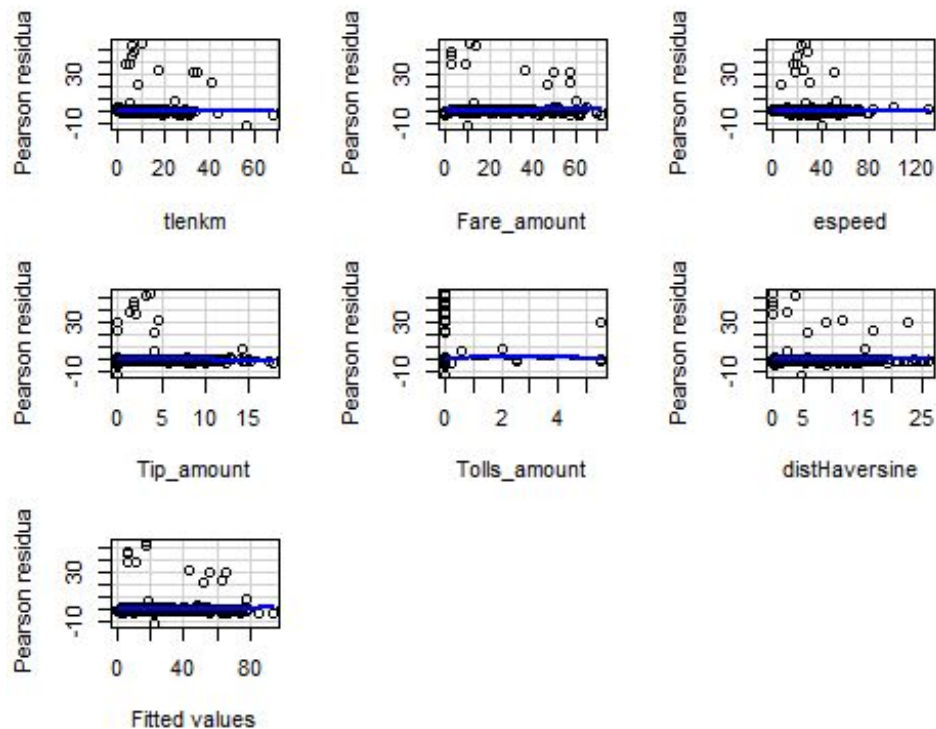 Pearson residua
30
-10
0 20 40 60
tlenkm
Pearson residua
30
-10
0 20 40 60
Fare_amount
Pearson residua
30
-10
0 40 80 120
espeed
Pearson residua
30
-10
0 5 10 15
Tip_amount
Pearson residua
30
-10
0 2 4
Tolls_amount
Pearson residua
30
-10
0 5 15 25
distHaversine
Pearson residua
30
-10
0 40 80
Fitted values